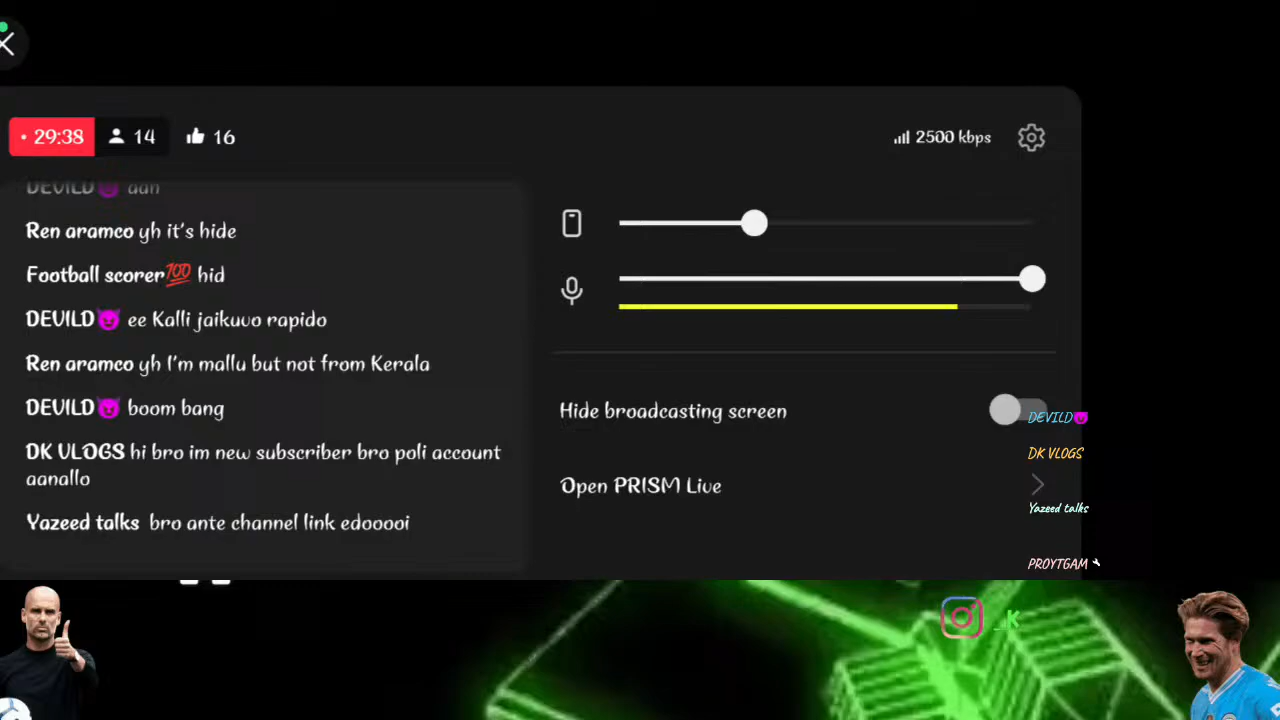 29:38 14 16 2500 kbps
DEVILD😈 aan
Ren aramco yh it's hide
Football scorer💯 hid
DEVILD😈 ee Kalli jaikuvo rapido
Ren aramco yh I'm mallu but not from Kerala
DEVILD😈 boom bang
DK VLOGS hi bro im new subscriber bro poli account
aanallo
Yazeed talks bro ante channel link edooooi
Hide broadcasting screen
Open PRISM Live
DEVILD😈
DK VLOGS
Yazeed talks
PROYTGAM
_K